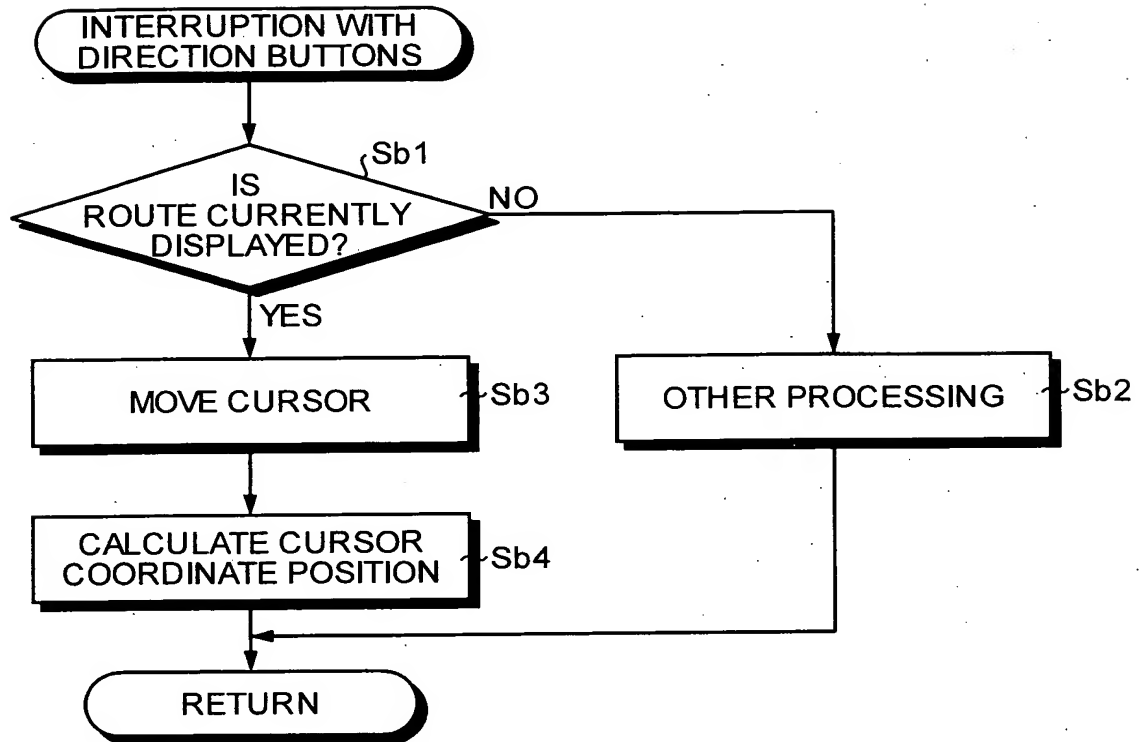 INTERRUPTION WITH
DIRECTION BUTTONS
Sb1
IS
ROUTE CURRENTLY
DISPLAYED?
NO
YES
MOVE CURSOR
Sb3
OTHER PROCESSING
Sb2
CALCULATE CURSOR
COORDINATE POSITION
Sb4
RETURN